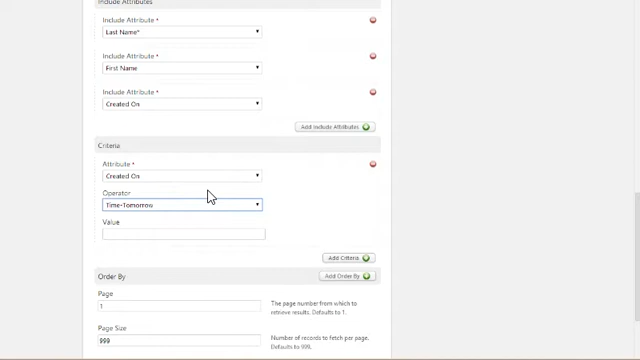 Include Attributes
Include Attribute *
Last Name*
Include Attribute *
First Name
Include Attribute *
Created On
Add Include Attributes
Criteria
Attribute *
Created On
Operator
Time-Tomorrow
Value
Add Criteria
Order By
Add Order By
Page
1
The page number from which to
retrieve results. Defaults to 1.
Page Size
999
Number of records to fetch per page.
Defaults to 999.